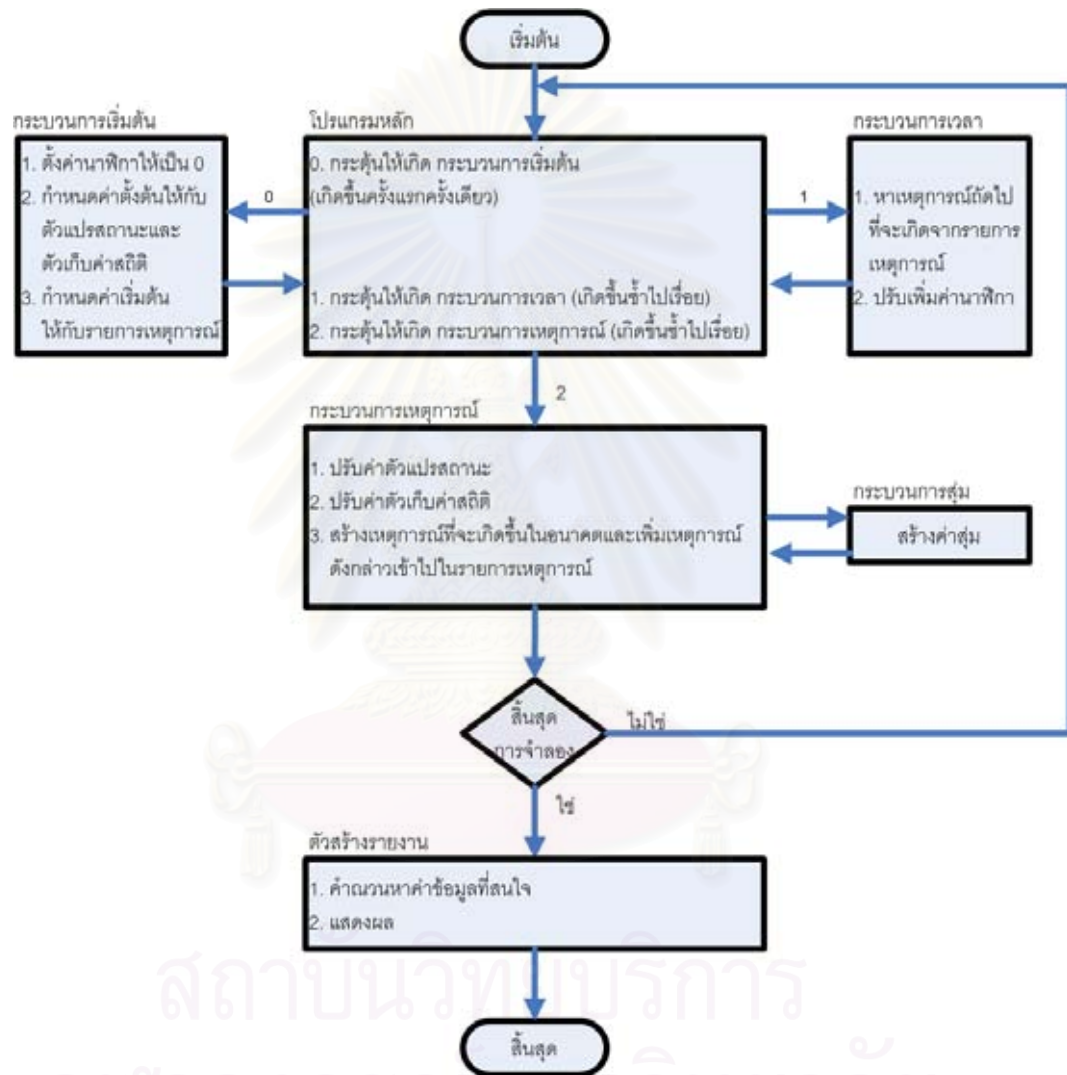 เริ่มต้น
กระบวนการเริ่มต้น
1. ตั้งค่านาฬิกาให้เป็น 0
2. กำหนดค่าตั้งต้นให้กับ
ตัวแปรสถานะและ
ตัวเก็บค่าสถิติ
3. กำหนดค่าเริ่มต้น
ให้กับรายการเหตุการณ์
0
โปรแกรมหลัก
0. กระตุ้นให้เกิด กระบวนการเริ่มต้น
(เกิดขึ้นครั้งแรกครั้งเดียว)
1. กระตุ้นให้เกิด กระบวนการเวลา (เกิดขึ้นซ้ำไปเรื่อย)
2. กระตุ้นให้เกิด กระบวนการเหตุการณ์ (เกิดขึ้นซ้ำไปเรื่อย)
1
กระบวนการเวลา
1. หาเหตุการณ์ถัดไป
ที่จะเกิดจากรายการ
เหตุการณ์
2. ปรับเพิ่มค่านาฬิกา
2
กระบวนการเหตุการณ์
1. ปรับค่าตัวแปรสถานะ
2. ปรับค่าตัวเก็บค่าสถิติ
3. สร้างเหตุการณ์ที่จะเกิดขึ้นในอนาคตและเพิ่มเหตุการณ์
ดังกล่าวเข้าไปในรายการเหตุการณ์
กระบวนการสุ่ม
สร้างค่าสุ่ม
สิ้นสุด
การจำลอง
ไม่ใช่
ใช่
ตัวสร้างรายงาน
1. คำณวนหาค่าข้อมูลที่สนใจ
2. แสดงผล
สถาบันวิทยบริการ
สิ้นสุด